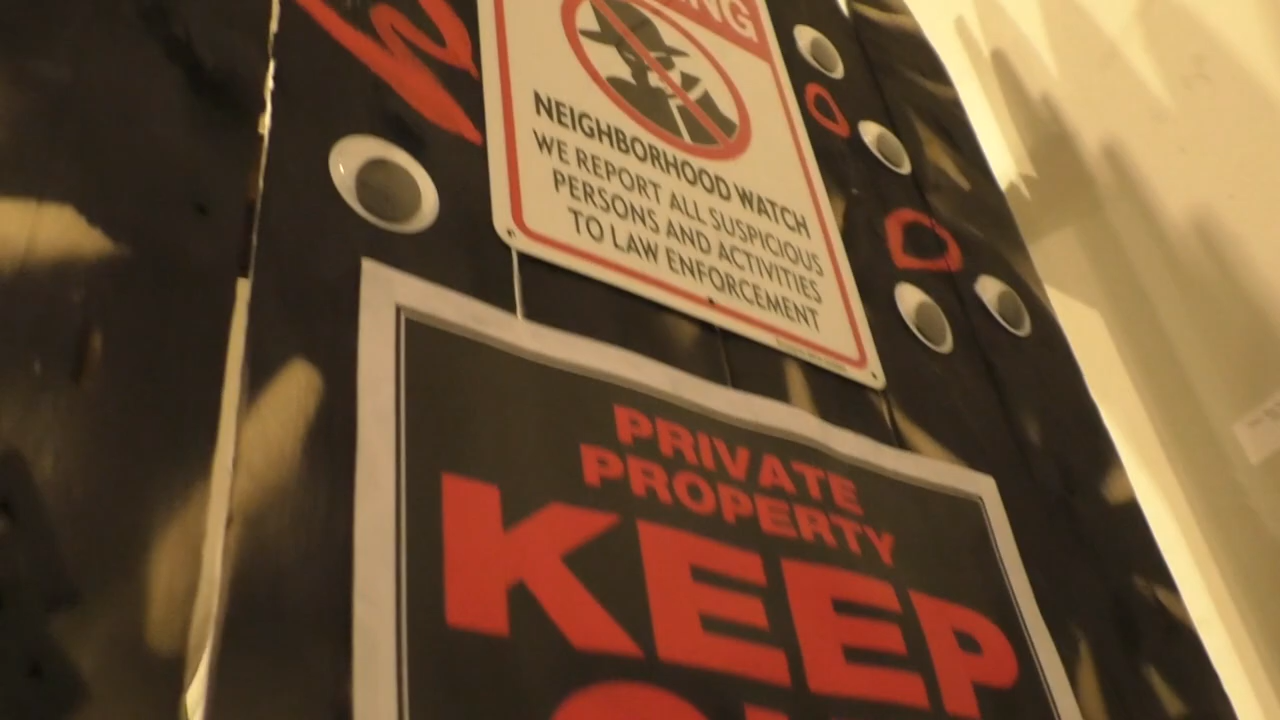 NEIGHBORHOOD WATCH
WE REPORT ALL SUSPICIOUS
PERSONS AND ACTIVITIES
TO LAW ENFORCEMENT
PRIVATE
PROPERTY
KEEP